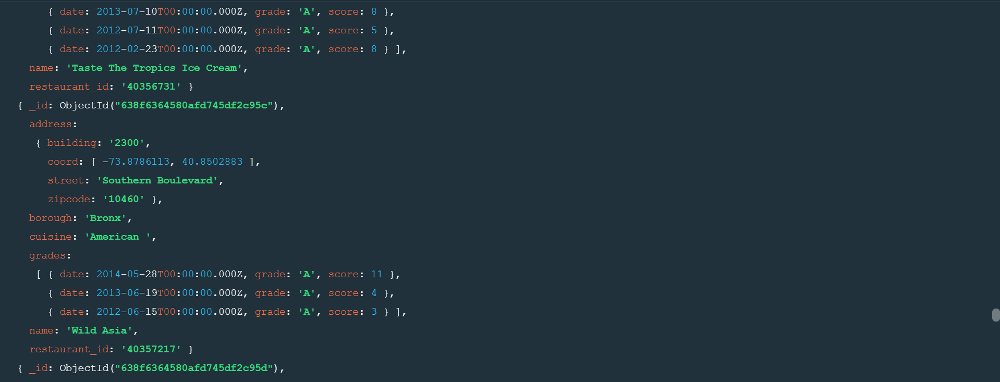 { date: 2013-07-10T00:00:00.000Z, grade: 'A', score: 8 },
{ date: 2012-07-11T00:00:00.000Z, grade: 'A', score: 5 },
{ date: 2012-02-23T00:00:00.000Z, grade: 'A', score: 8 } ],
name: 'Taste The Tropics Ice Cream',
restaurant_id: '40356731' }
{ _id: ObjectId("638f6364580afd745df2c95c"),
address:
{ building: '2300',
coord: [ -73.8786113, 40.8502883 ],
street: 'Southern Boulevard',
zipcode: '10460' },
borough: 'Bronx',
cuisine: 'American ',
grades:
[ { date: 2014-05-28T00:00:00.000Z, grade: 'A', score: 11 },
{ date: 2013-06-19T00:00:00.000Z, grade: 'A', score: 4 },
{ date: 2012-06-15T00:00:00.000Z, grade: 'A', score: 3 } ],
name: 'Wild Asia',
restaurant_id: '40357217' }
{ _id: ObjectId("638f6364580afd745df2c95d"),